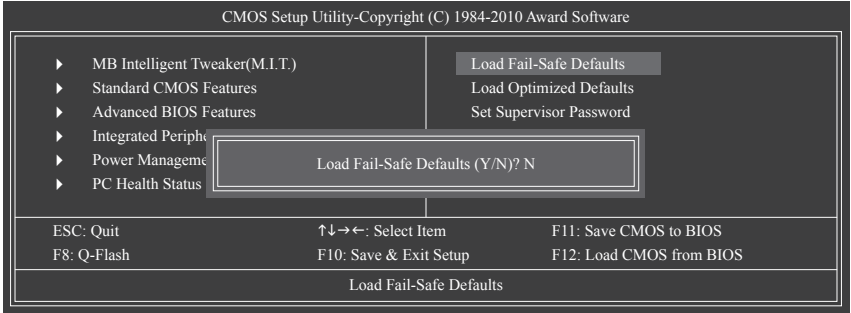 CMOS Setup Utility-Copyright (C) 1984-2010 Award Software
MB Intelligent Tweaker(M.I.T.)
Standard CMOS Features
Advanced BIOS Features
Integrated Periphe
Power Manageme
PC Health Status
Load Fail-Safe Defaults
Load Optimized Defaults
Set Supervisor Password
Load Fail-Safe Defaults (Y/N)? N
ESC: Quit ↑↓→←: Select Item F11: Save CMOS to BIOS
F8: Q-Flash F10: Save & Exit Setup F12: Load CMOS from BIOS
Load Fail-Safe Defaults